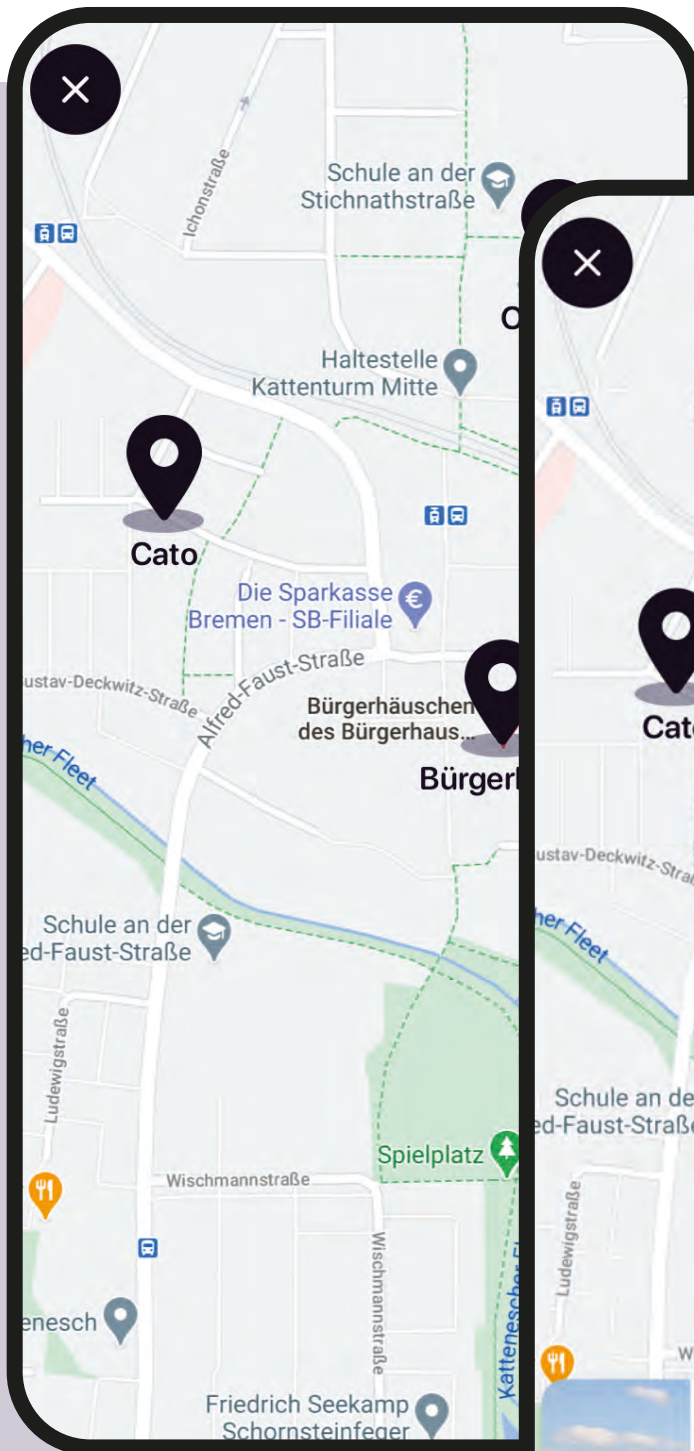 Ichonstraße
Schule an der
Stichnathstraße
Haltestelle
Kattenturm Mitte
Cato
Die Sparkasse
Bremen - SB-Filiale
€
Alfred-Faust-Straße
ustav-Deckwitz-Straße
Bürgerhäuschen
des Bürgerhaus...
Bürgerh
her Fleet
Schule an der
ed-Faust-Straße
Ludewigstraße
Spielplatz
Wischmannstraße
Wischmannstraße
enesch
Kattenescher Fl
Friedrich Seekamp
Schornsteinfeger
Cato
ustav-Deckwitz-Straß
her Fleet
Schule an de
ed-Faust-Straße
Ludewigstraße
W